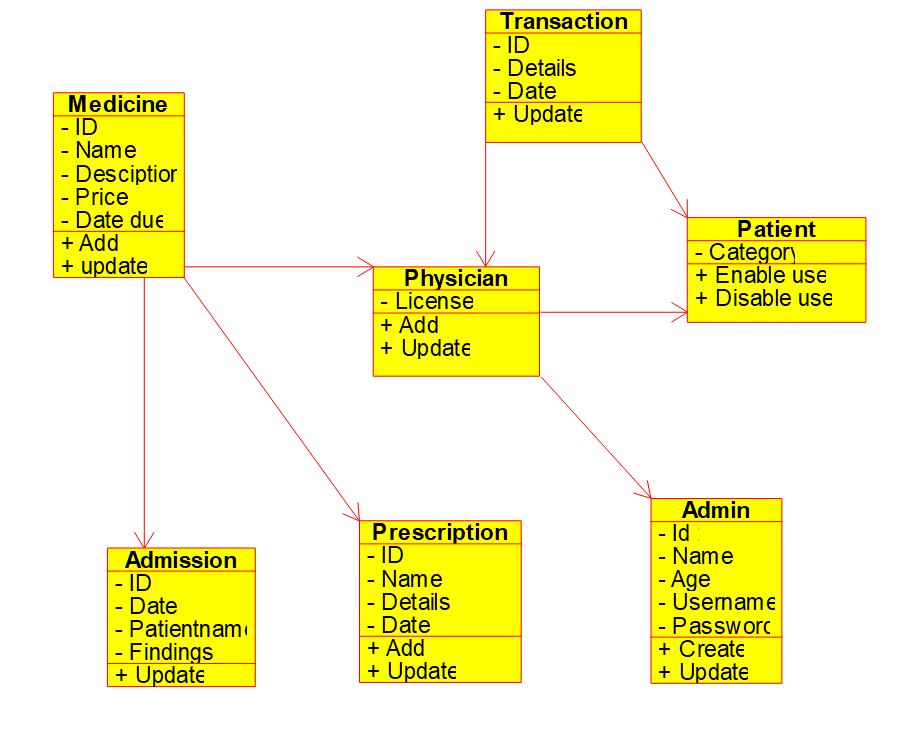 Transaction
- ID
- Details
- Date
+ Update
Medicine
- ID
- Name
- Desciption
- Price
- Date due
+ Add
+ update
Patient
- Category
+ Enable use
+ Disable use
Physician
- License
+ Add
+ Update
Admission
- ID
- Date
- Patientname
- Findings
+ Update
Prescription
- ID
- Name
- Details
- Date
+ Add
+ Update
Admin
- Id
- Name
- Age
- Username
- Password
+ Create
+ Update